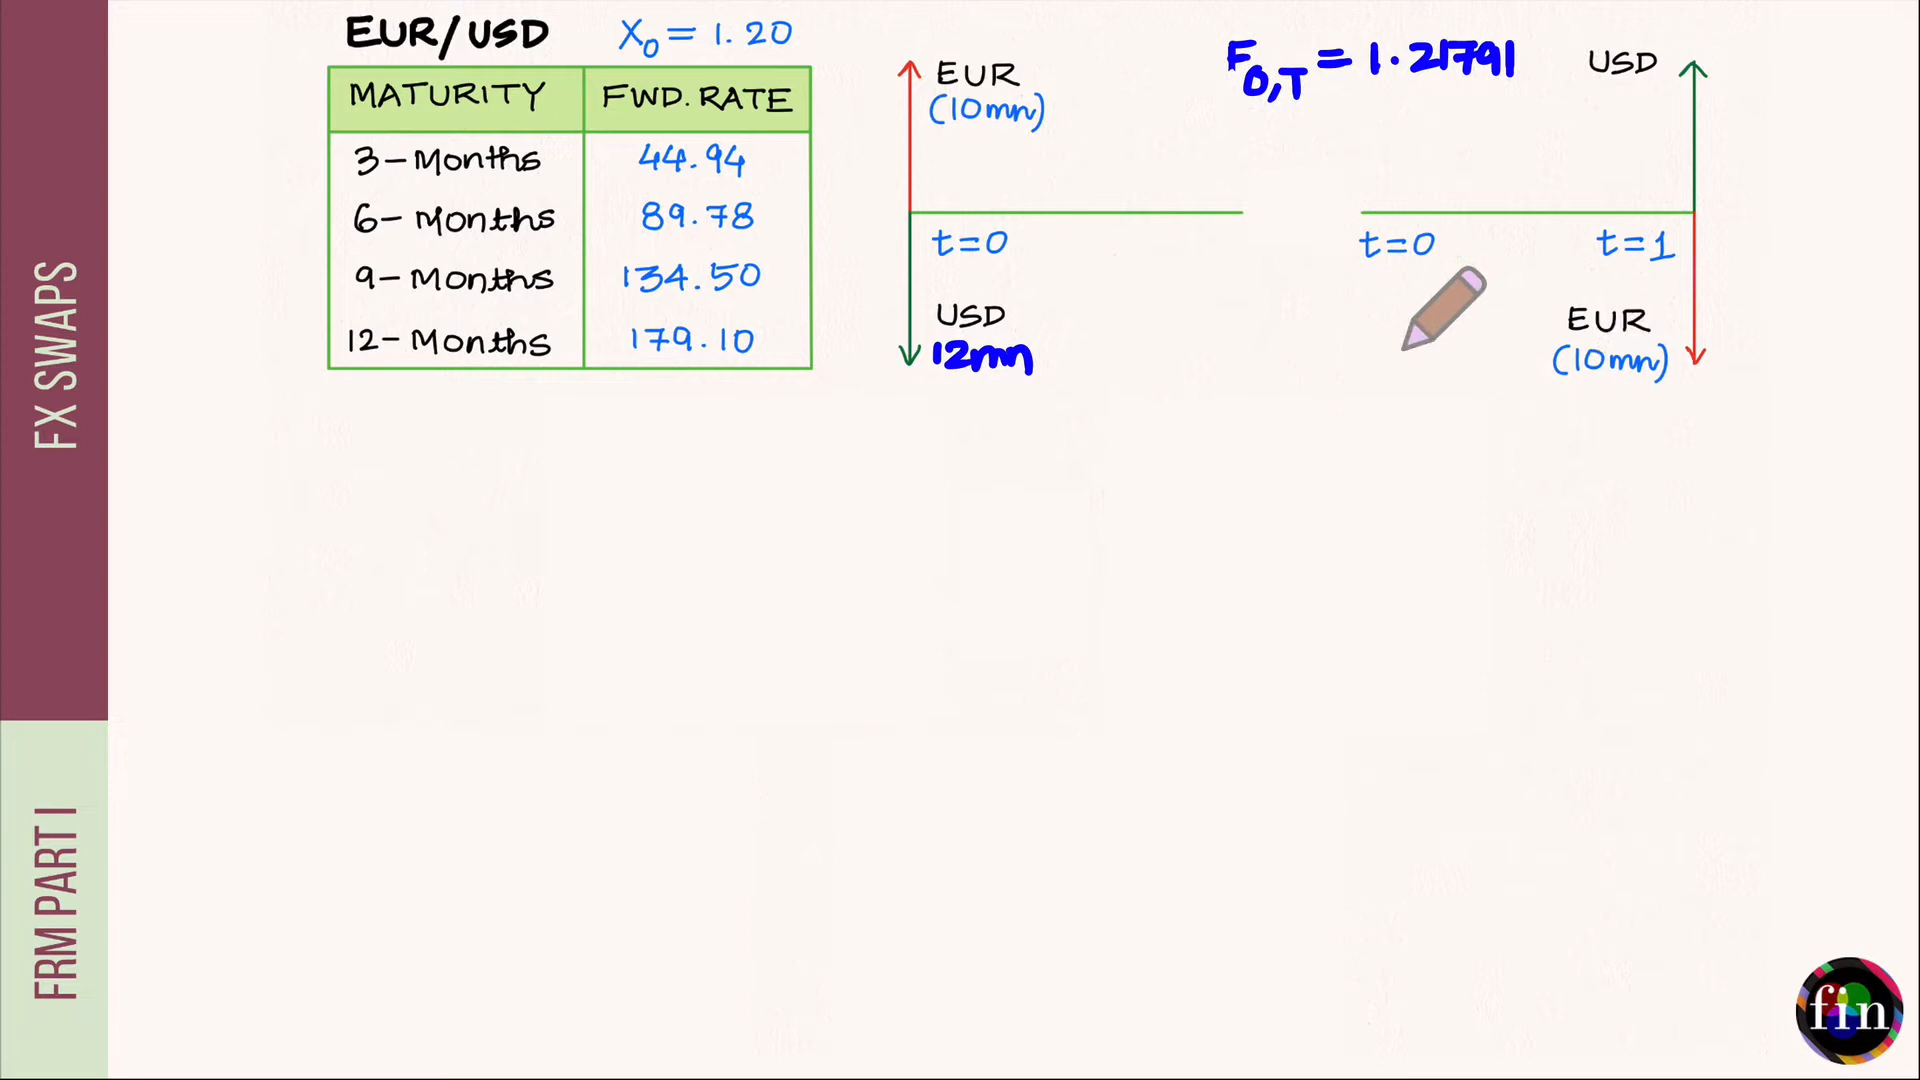 FX SWAPS
FRM PART I
EUR/USD X₀ = 1.20
MATURITY FWD. RATE
3-Months 44.94
6-Months 89.78
9-Months 134.50
12-Months 179.10
EUR
(10mn)
t=0
USD
12mn
F₀,T = 1.21791
USD
t=0 t=1
EUR
(10mn)
fin